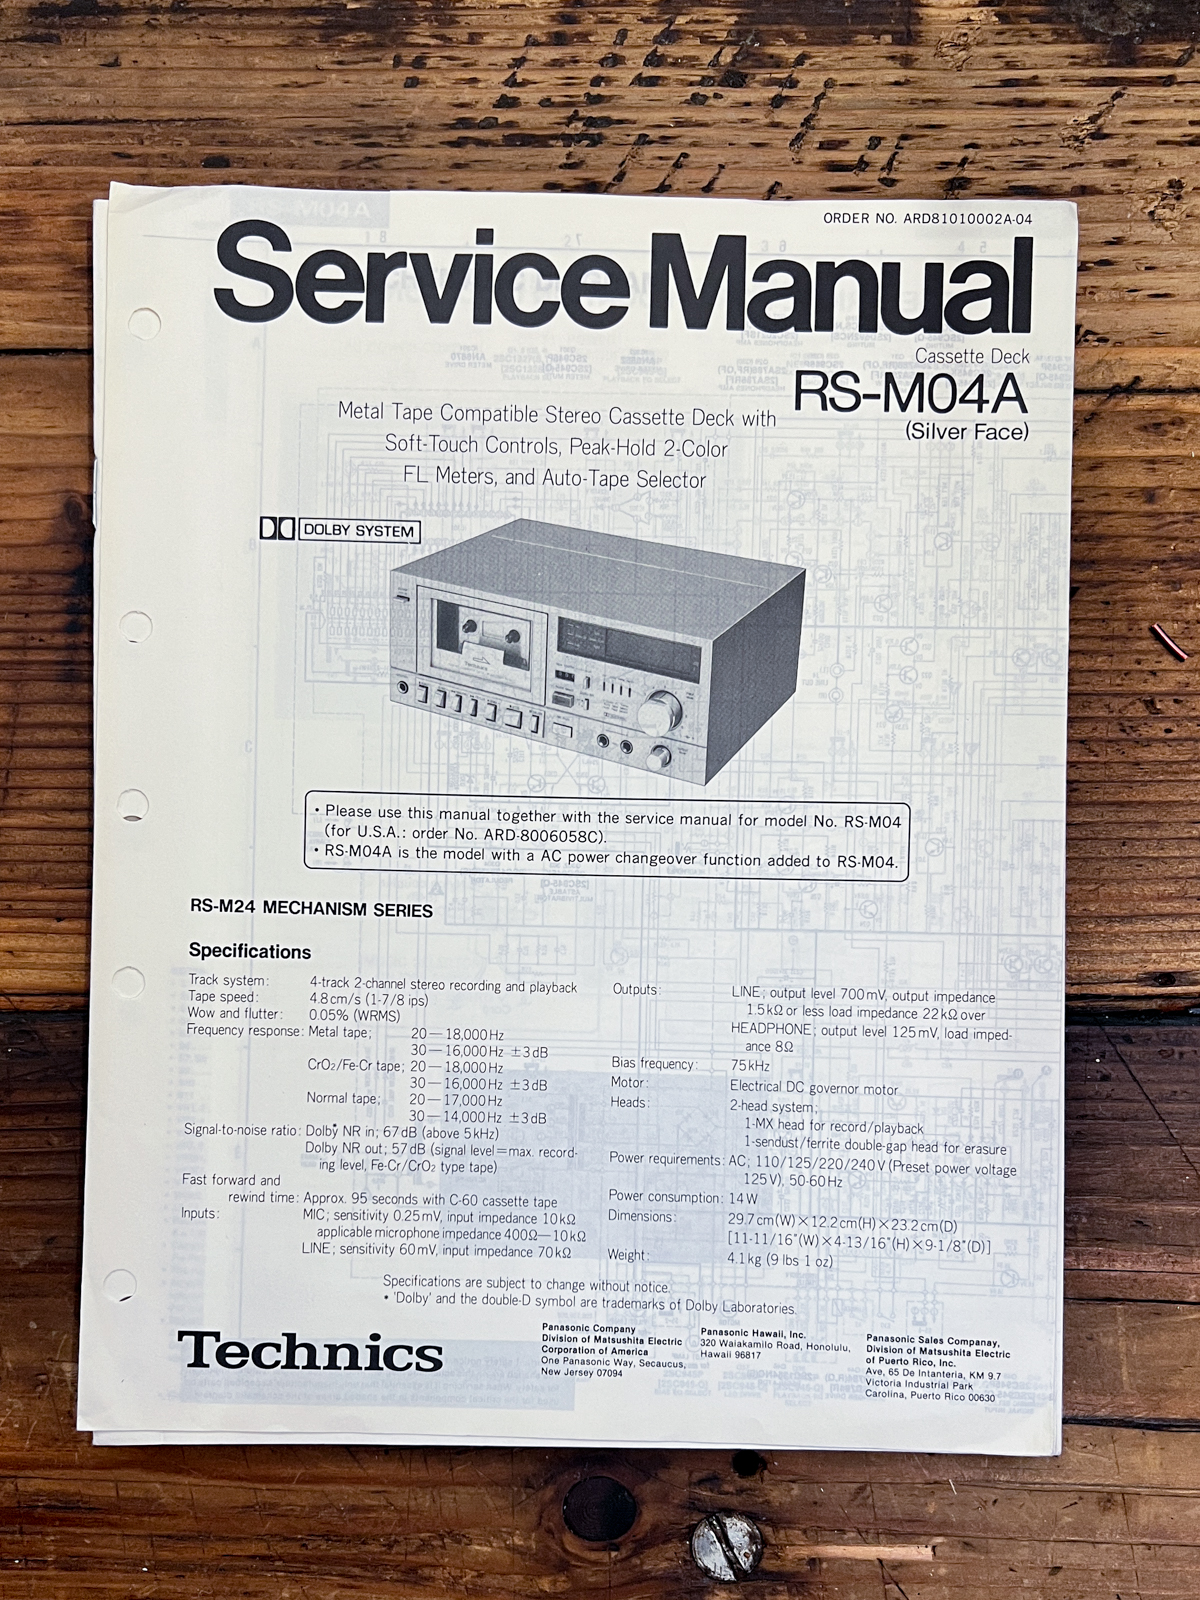 ORDER NO. ARD81010002A-04
Service Manual
Cassette Deck
RS-M04A
(Silver Face)
Metal Tape Compatible Stereo Cassette Deck with
Soft-Touch Controls, Peak-Hold 2-Color
FL Meters, and Auto-Tape Selector
DOLBY SYSTEM
• Please use this manual together with the service manual for model No. RS-M04
(for U.S.A.: order No. ARD-8006058C).
• RS-M04A is the model with a AC power changeover function added to RS-M04.
RS-M24 MECHANISM SERIES
Specifications
Track system: 4-track 2-channel stereo recording and playback
Tape speed: 4.8cm/s (1-7/8 ips)
Wow and flutter: 0.05% (WRMS)
Frequency response: Metal tape; 20—18,000Hz
30—16,000Hz ±3dB
CrO2/Fe-Cr tape; 20—18,000Hz
30—16,000Hz ±3dB
Normal tape; 20—17,000Hz
30—14,000Hz ±3dB
Signal-to-noise ratio: Dolby NR in; 67dB (above 5kHz)
Dolby NR out; 57dB (signal level=max. record-
ing level, Fe-Cr/CrO2 type tape)
Fast forward and
rewind time: Approx. 95 seconds with C-60 cassette tape
Inputs: MIC; sensitivity 0.25mV, input impedance 10kΩ
applicable microphone impedance 400Ω—10kΩ
LINE; sensitivity 60mV, input impedance 70kΩ
Outputs: LINE; output level 700mV, output impedance
1.5kΩ or less load impedance 22kΩ over
HEADPHONE; output level 125mV, load imped-
ance 8Ω
Bias frequency: 75kHz
Motor: Electrical DC governor motor
Heads: 2-head system;
1-MX head for record/playback
1-sendust/ferrite double-gap head for erasure
Power requirements: AC; 110/125/220/240V (Preset power voltage
125V), 50-60Hz
Power consumption: 14W
Dimensions: 29.7cm(W)×12.2cm(H)×23.2cm(D)
[11-11/16"(W)×4-13/16"(H)×9-1/8"(D)]
Weight: 4.1kg (9 lbs 1 oz)
Specifications are subject to change without notice.
• 'Dolby' and the double-D symbol are trademarks of Dolby Laboratories.
Technics
Panasonic Company
Division of Matsushita Electric
Corporation of America
One Panasonic Way, Secaucus,
New Jersey 07094
Panasonic Hawaii, Inc.
320 Waiakamilo Road, Honolulu,
Hawaii 96817
Panasonic Sales Companay,
Division of Matsushita Electric
of Puerto Rico, Inc.
Ave, 65 De Intanteria, KM 9.7
Victoria Industrial Park
Carolina, Puerto Rico 00630